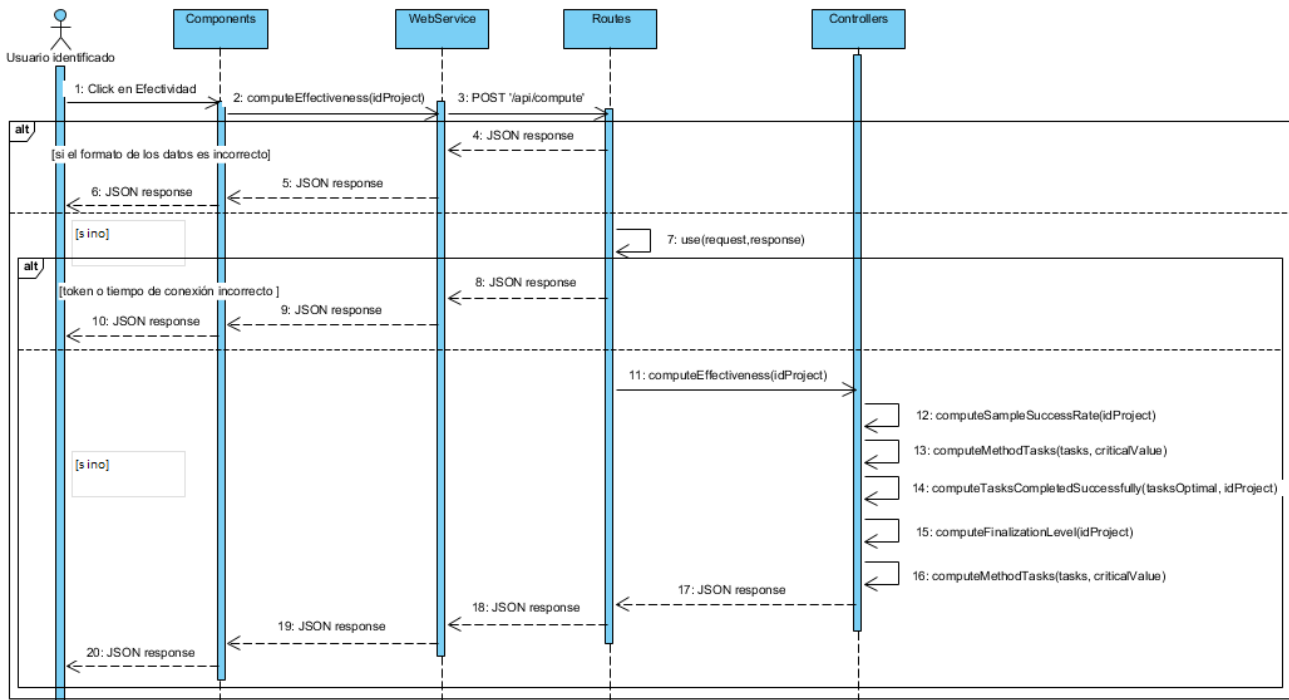 Components
WebService
Routes
Controllers
Usuario identificado
1: Click en Efectividad
2: computeEffectiveness(idProject)
3: POST '/api/compute'
alt
4: JSON response
[si el formato de los datos es incorrecto]
5: JSON response
6: JSON response
[sino]
7: use(request,response)
alt
8: JSON response
[token o tiempo de conexión incorrecto ]
9: JSON response
10: JSON response
11: computeEffectiveness(idProject)
12: computeSampleSuccessRate(idProject)
13: computeMethodTasks(tasks, criticalValue)
[sino]
14: computeTasksCompletedSuccessfully(tasksOptimal, idProject)
15: computeFinalizationLevel(idProject)
16: computeMethodTasks(tasks, criticalValue)
17: JSON response
18: JSON response
19: JSON response
20: JSON response